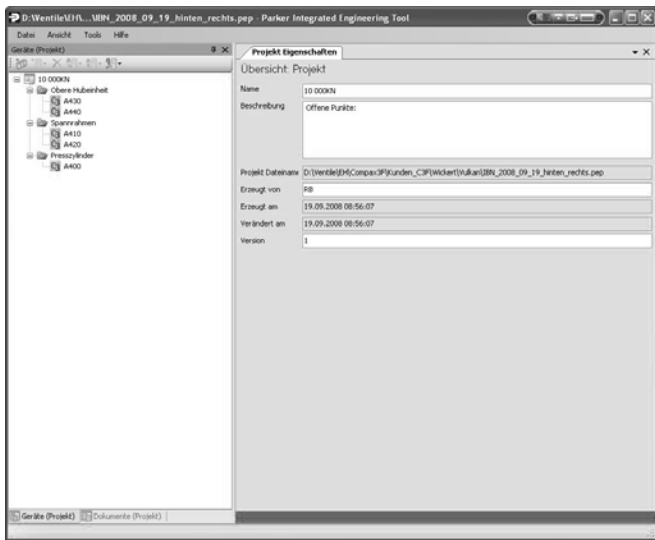 D:\Ventile\EH\...\IBN_2008_09_19_hinten_rechts.pep - Parker Integrated Engineering Tool
Datei Ansicht Tools Hilfe
Geräte (Projekt)
10 000KN
Obere Hubeinheit
A430
A440
Spannrahmen
A410
A420
Presszylinder
A400
Geräte (Projekt) Dokumente (Projekt)
Projekt Eigenschaften
Übersicht: Projekt
Name 10 000KN
Beschreibung Offene Punkte:
Projekt Dateiname D:\Ventile\EH\Compax3F\Kunden_C3F\Wickert\Vulkan\IBN_2008_09_19_hinten_rechts.pep
Erzeugt von RB
Erzeugt am 19.09.2008 08:56:07
Verändert am 19.09.2008 08:56:07
Version 1